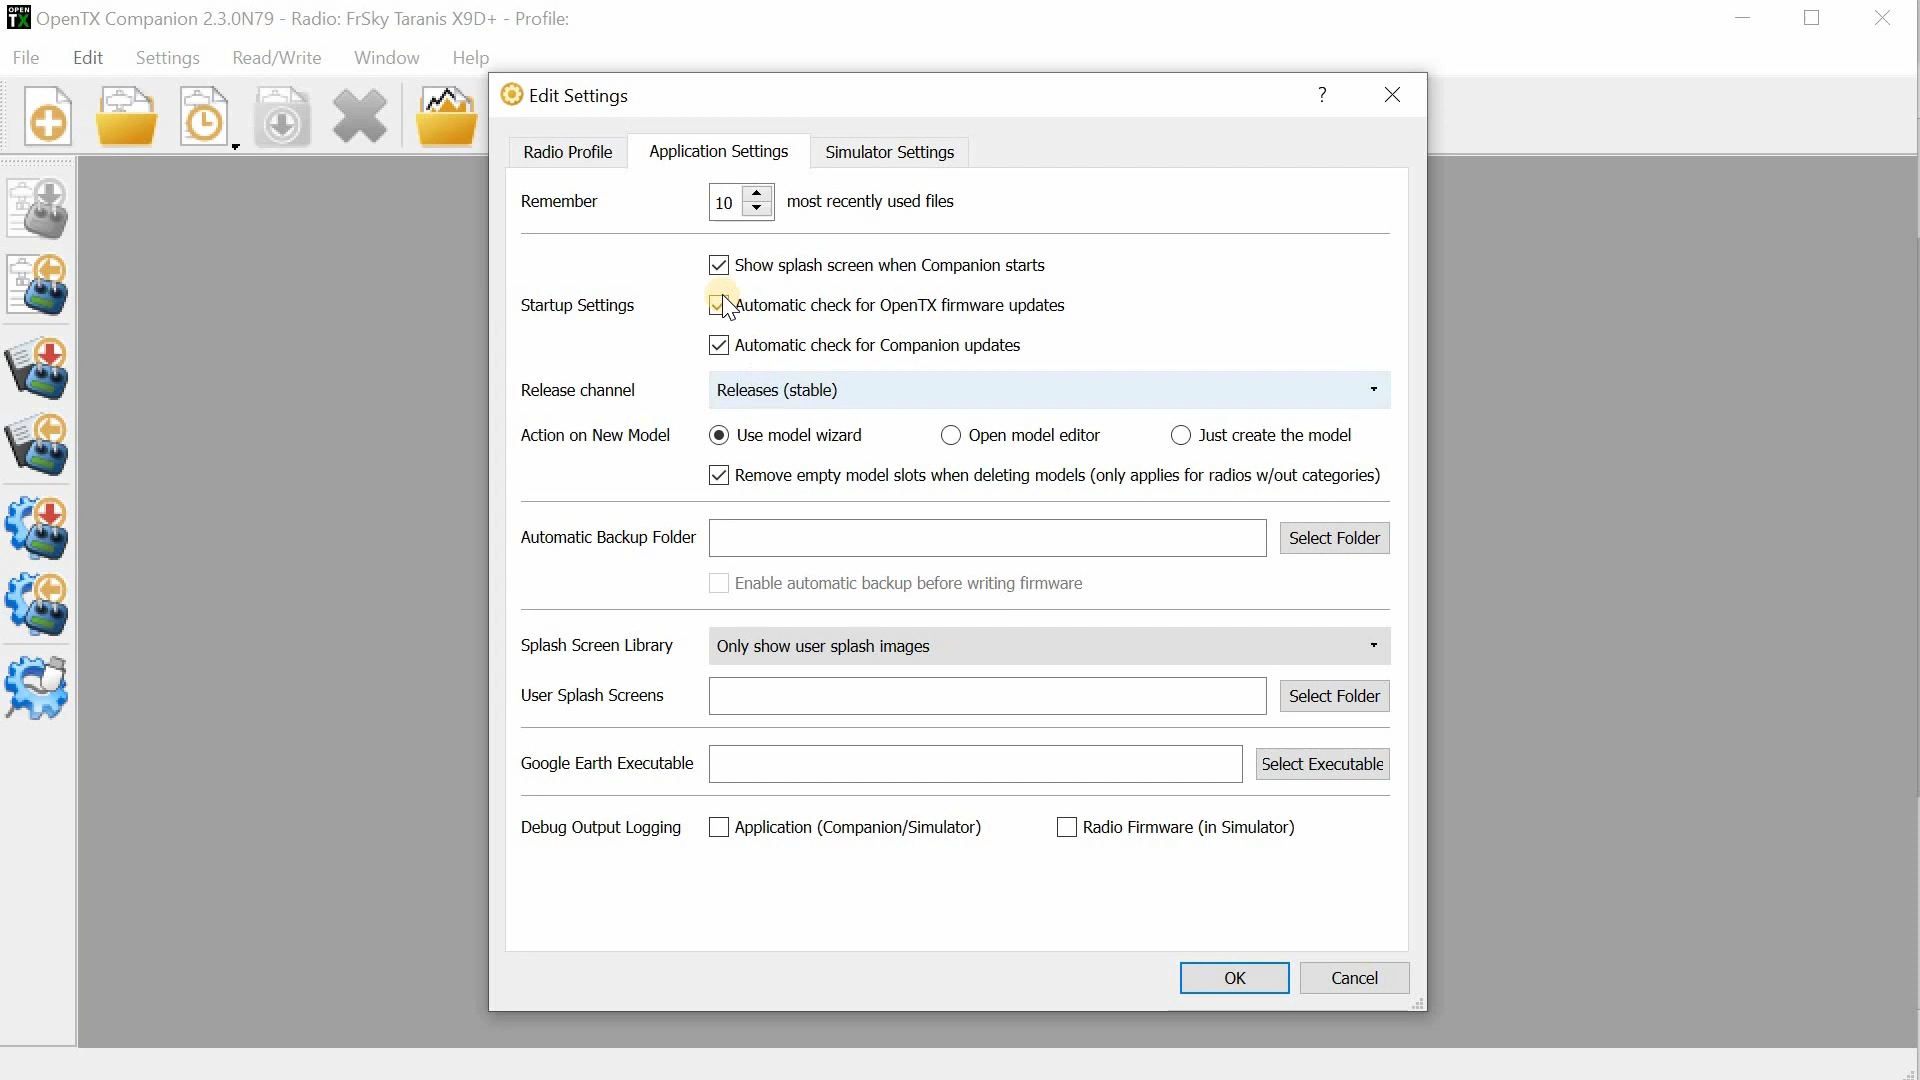 OPEN TX OpenTX Companion 2.3.0N79 - Radio: FrSky Taranis X9D+ - Profile:
File Edit Settings Read/Write Window Help
Edit Settings ?
Radio Profile Application Settings Simulator Settings
Remember 10 most recently used files
Show splash screen when Companion starts
Startup Settings Automatic check for OpenTX firmware updates
Automatic check for Companion updates
Release channel Releases (stable)
Action on New Model Use model wizard Open model editor Just create the model
Remove empty model slots when deleting models (only applies for radios w/out categories)
Automatic Backup Folder Select Folder
Enable automatic backup before writing firmware
Splash Screen Library Only show user splash images
User Splash Screens Select Folder
Google Earth Executable Select Executable
Debug Output Logging Application (Companion/Simulator) Radio Firmware (in Simulator)
OK Cancel